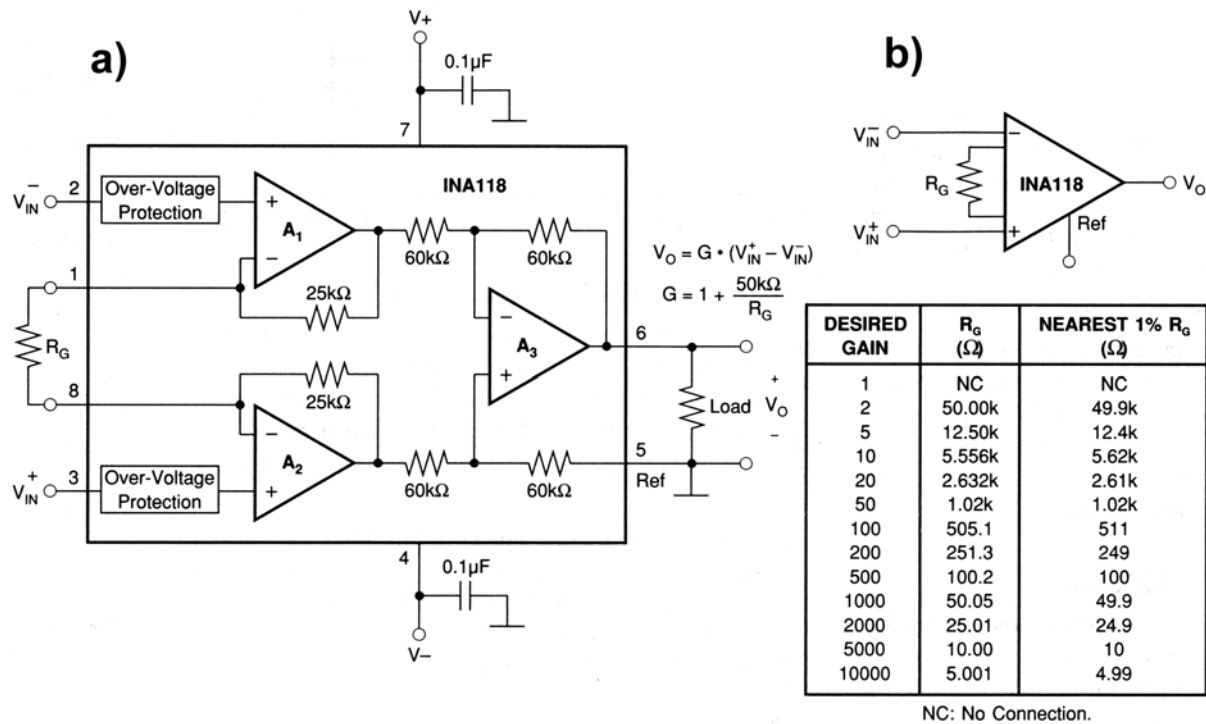 a)
V+
0.1µF
7
INA118
V⁻IN
2
Over-Voltage
Protection
+
A₁
−
60kΩ
60kΩ
1
25kΩ
RG
−
A₃
+
6
8
25kΩ
−
A₂
+
Load
+
VO
−
5
Ref
60kΩ
60kΩ
V⁺IN
3
Over-Voltage
Protection
4
0.1µF
V−
VO = G • (V⁺IN − V⁻IN)
G = 1 + 50kΩ / RG
b)
V⁻IN
−
RG
INA118
VO
V⁺IN
+
Ref
DESIRED GAIN | RG (Ω) | NEAREST 1% RG (Ω)
1 NC NC
2 50.00k 49.9k
5 12.50k 12.4k
10 5.556k 5.62k
20 2.632k 2.61k
50 1.02k 1.02k
100 505.1 511
200 251.3 249
500 100.2 100
1000 50.05 49.9
2000 25.01 24.9
5000 10.00 10
10000 5.001 4.99
NC: No Connection.